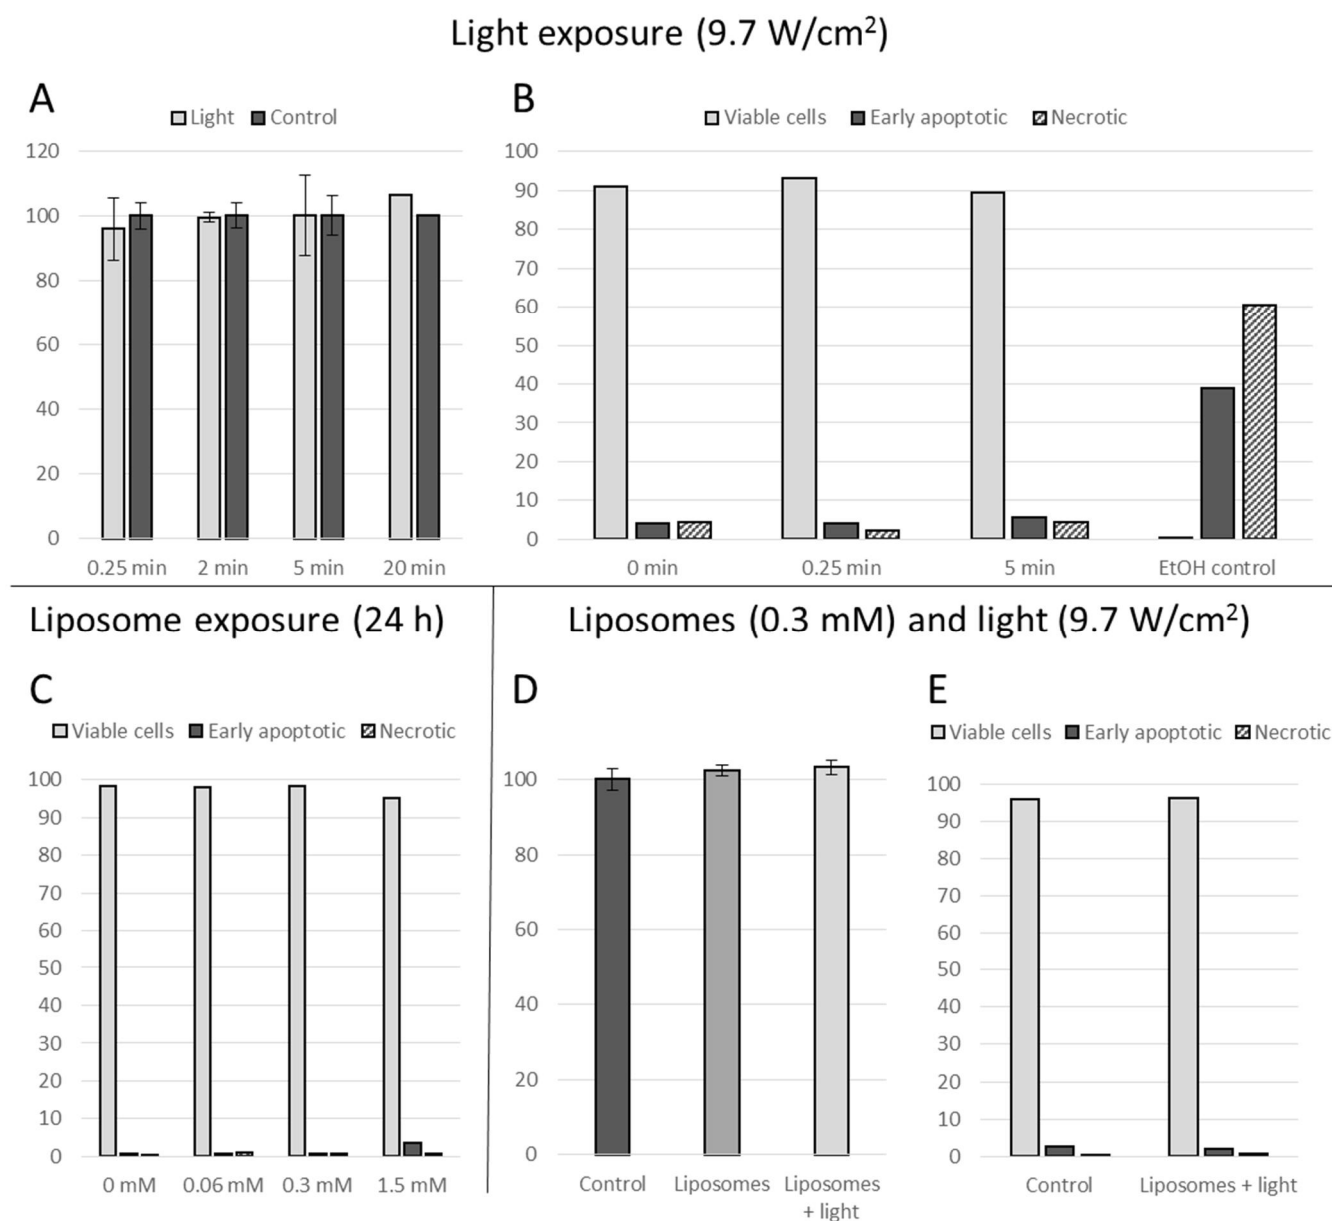 Light exposure (9.7 W/cm²)
A
Light Control
120
100
80
60
40
20
0
0.25 min 2 min 5 min 20 min
B
Viable cells Early apoptotic Necrotic
100
90
80
70
60
50
40
30
20
10
0
0 min 0.25 min 5 min EtOH control
Liposome exposure (24 h)
C
Viable cells Early apoptotic Necrotic
100
90
80
70
60
50
40
30
20
10
0
0 mM 0.06 mM 0.3 mM 1.5 mM
Liposomes (0.3 mM) and light (9.7 W/cm²)
D
100
80
60
40
20
0
Control Liposomes Liposomes
+ light
E
Viable cells Early apoptotic Necrotic
100
90
80
70
60
50
40
30
20
10
0
Control Liposomes + light